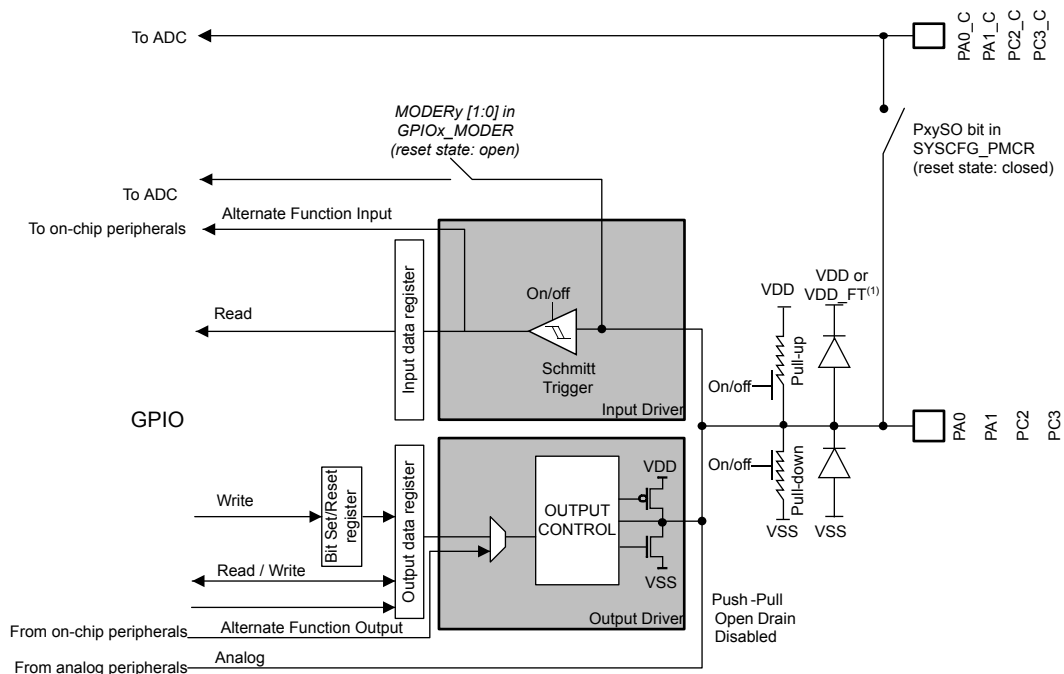 To ADC
PA0_C
PA1_C
PC2_C
PC3_C
MODERy [1:0] in
GPIOx_MODER
(reset state: open)
PxySO bit in
SYSCFG_PMCR
(reset state: closed)
To ADC
Alternate Function Input
To on-chip peripherals
Input data register
On/off
VDD
VDD or
VDD_FT(1)
Read
Schmitt
Trigger
Pull-up
On/off
Input Driver
GPIO
PA0
PA1
PC2
PC3
On/off
Pull-down
VDD
Write
Bit Set/Reset
register
Output data register
OUTPUT
CONTROL
VSS
VSS
Read / Write
VSS
Push -Pull
Open Drain
Disabled
Output Driver
From on-chip peripherals
Alternate Function Output
Analog
From analog peripherals